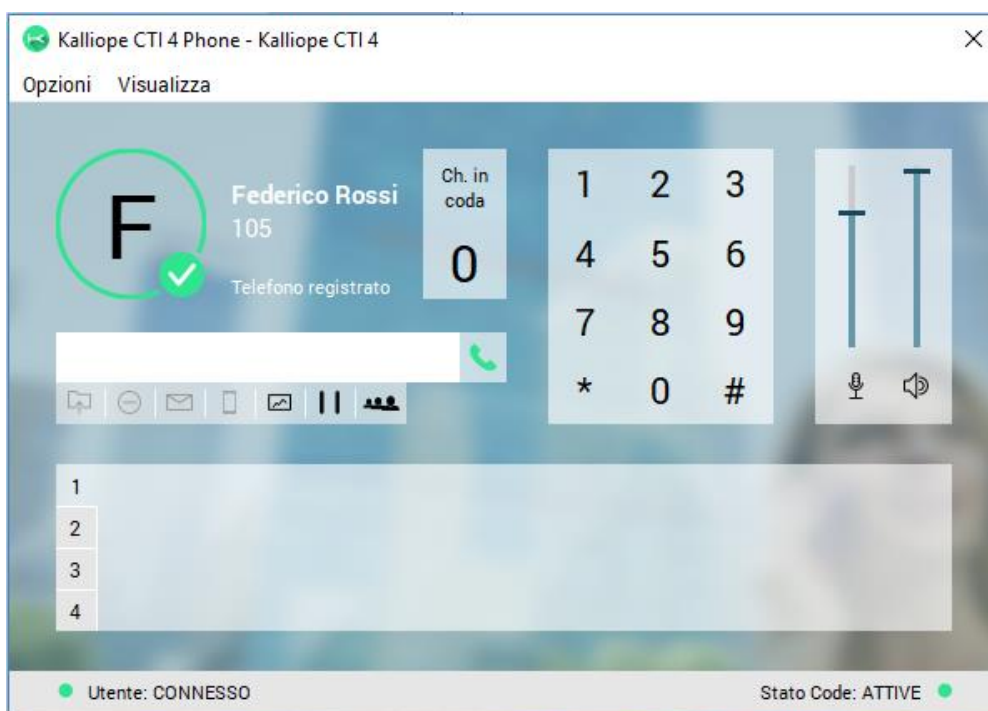 Kalliope CTI 4 Phone - Kalliope CTI 4
Opzioni Visualizza
F
Federico Rossi
105
Telefono registrato
Ch. in
coda
0
1 2 3
4 5 6
7 8 9
* 0 #
1
2
3
4
Utente: CONNESSO
Stato Code: ATTIVE